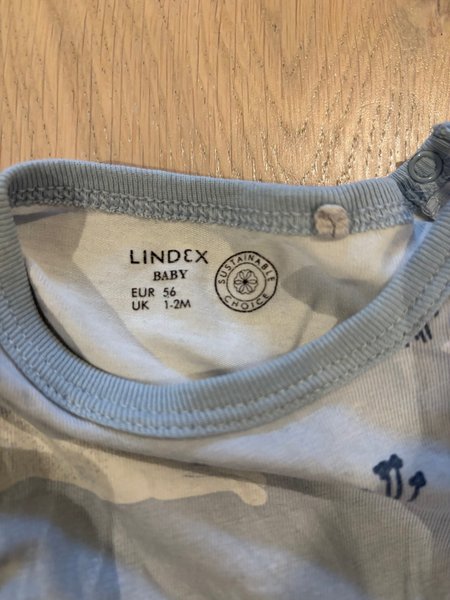 LINDEX
BABY
EUR 56
UK 1-2M
SUSTAINABLE
CHOICE